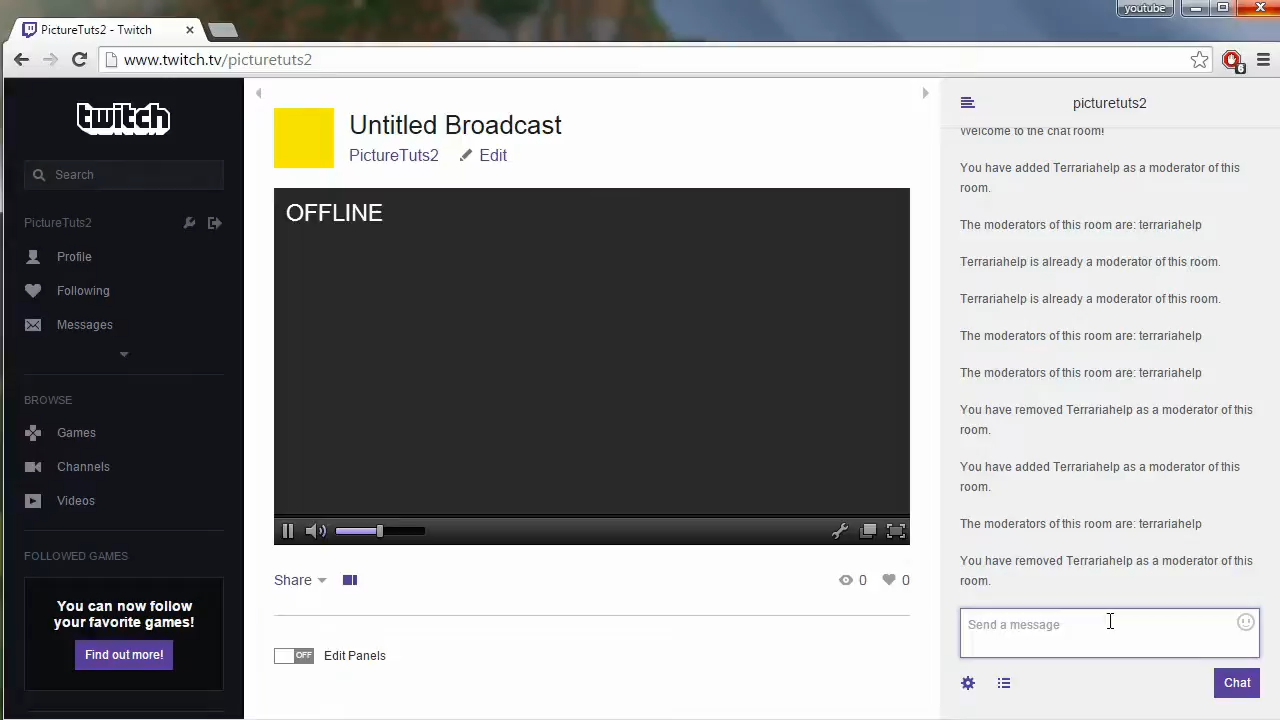 youtube
PictureTuts2 - Twitch
www.twitch.tv/picturetuts2
6
twitch
Search
PictureTuts2
Profile
Following
Messages
BROWSE
Games
Channels
Videos
FOLLOWED GAMES
You can now follow
your favorite games!
Find out more!
Untitled Broadcast
PictureTuts2
Edit
OFFLINE
Share
0
0
OFF
Edit Panels
picturetuts2
Welcome to the chat room!
You have added Terrariahelp as a moderator of this
room.
The moderators of this room are: terrariahelp
Terrariahelp is already a moderator of this room.
Terrariahelp is already a moderator of this room.
The moderators of this room are: terrariahelp
The moderators of this room are: terrariahelp
You have removed Terrariahelp as a moderator of this
room.
You have added Terrariahelp as a moderator of this
room.
The moderators of this room are: terrariahelp
You have removed Terrariahelp as a moderator of this
room.
Send a message
Chat